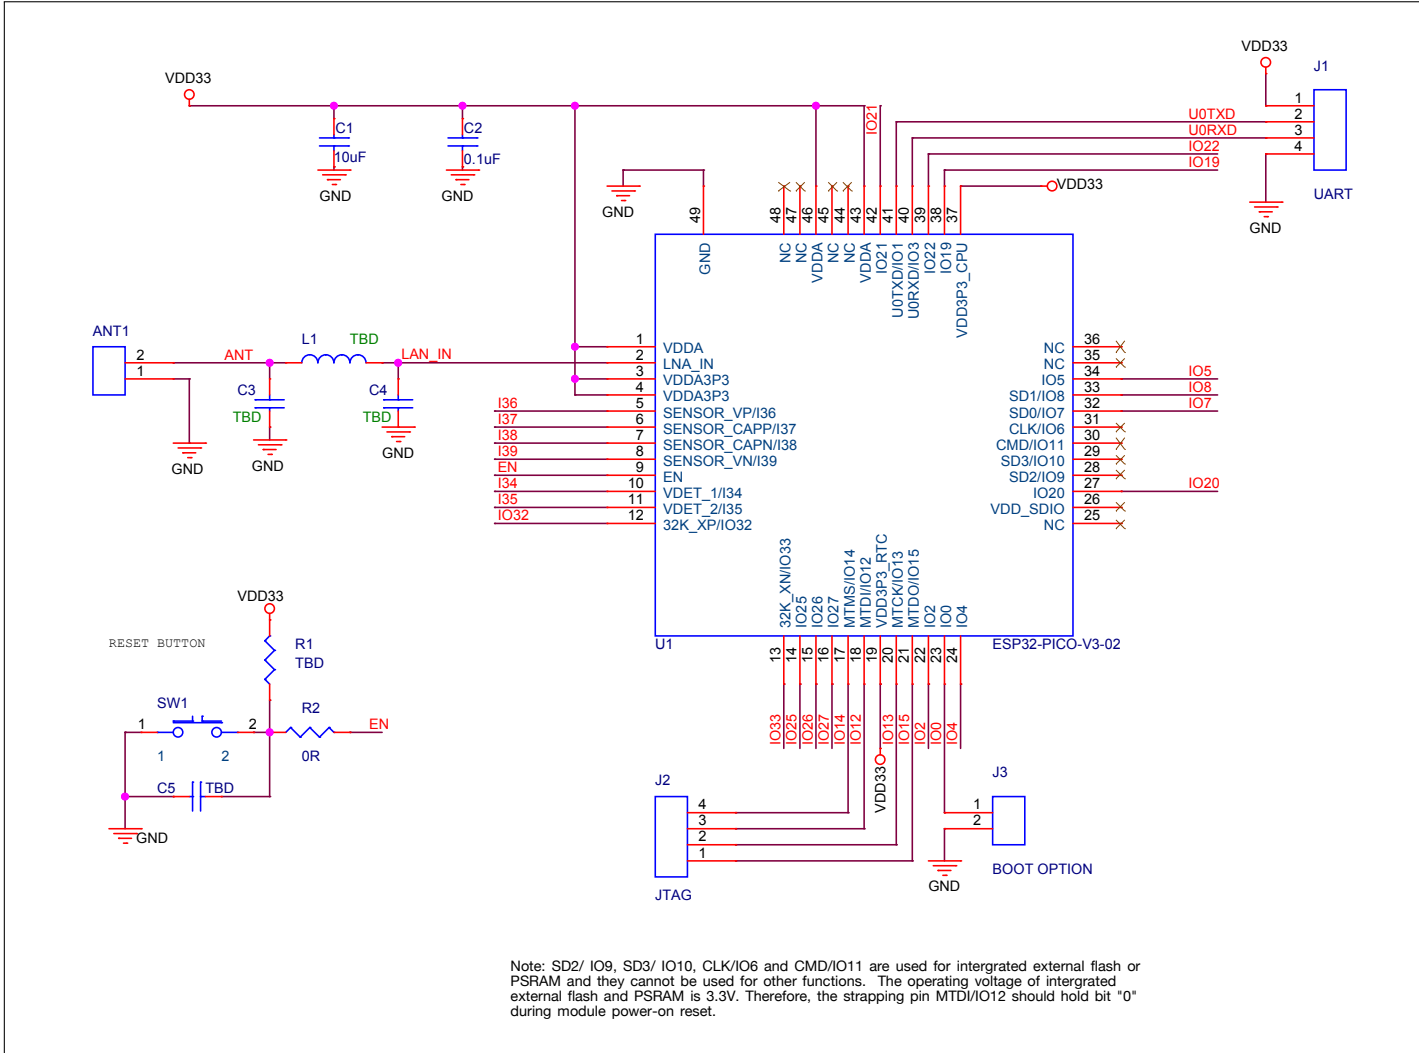 VDD33
C1
10uF
GND
C2
0.1uF
GND
GND
VDD33
J1
1
2
3
4
U0TXD
U0RXD
IO22
IO19
UART
GND
VDD33
IO21
49
48
47
46
45
44
43
42
41
40
39
38
37
GND
NC
NC
VDDA
NC
NC
VDDA
IO21
U0TXD/IO1
U0RXD/IO3
IO22
IO19
VDD3P3_CPU
ANT1
2
1
ANT
L1
TBD
LAN_IN
C3
TBD
C4
TBD
GND
GND
GND
1 VDDA
2 LNA_IN
3 VDDA3P3
4 VDDA3P3
I36 5 SENSOR_VP/I36
I37 6 SENSOR_CAPP/I37
I38 7 SENSOR_CAPN/I38
I39 8 SENSOR_VN/I39
EN 9 EN
I34 10 VDET_1/I34
I35 11 VDET_2/I35
IO32 12 32K_XP/IO32
NC 36
NC 35
IO5 34 IO5
SD1/IO8 33 IO8
SD0/IO7 32 IO7
CLK/IO6 31
CMD/IO11 30
SD3/IO10 29
SD2/IO9 28
IO20 27 IO20
VDD_SDIO 26
NC 25
32K_XN/IO33
IO25
IO26
IO27
MTMS/IO14
MTDI/IO12
VDD3P3_RTC
MTCK/IO13
MTDO/IO15
IO2
IO0
IO4
U1
ESP32-PICO-V3-02
13
14
15
16
17
18
19
20
21
22
23
24
IO33
IO25
IO26
IO27
IO14
IO12
VDD33
IO13
IO15
IO2
IO0
IO4
RESET BUTTON
VDD33
R1
TBD
SW1
1
2
1
2
R2
0R
EN
C5
TBD
GND
J2
4
3
2
1
JTAG
J3
1
2
GND
BOOT OPTION
Note: SD2/ IO9, SD3/ IO10, CLK/IO6 and CMD/IO11 are used for intergrated external flash or
PSRAM and they cannot be used for other functions. The operating voltage of intergrated
external flash and PSRAM is 3.3V. Therefore, the strapping pin MTDI/IO12 should hold bit "0"
during module power-on reset.